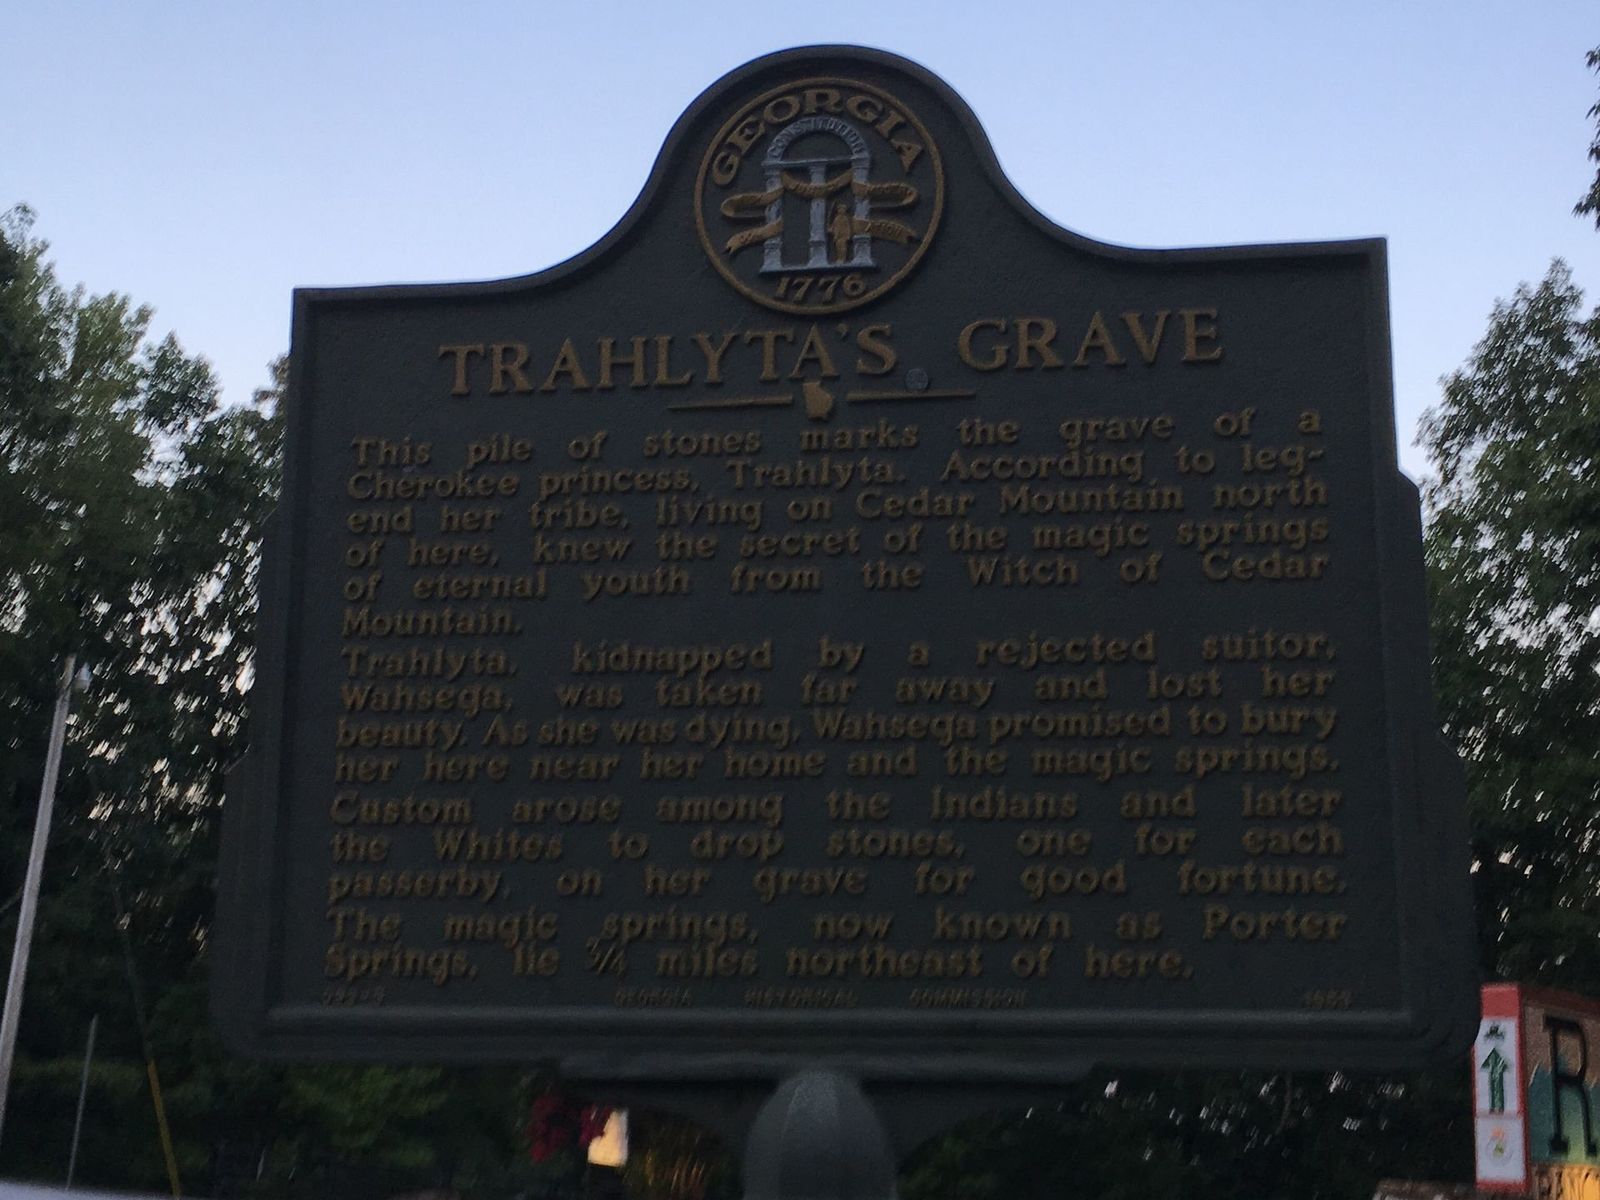 GEORGIA
CONSTITUTION
1776
TRAHLYTA'S GRAVE
This pile of stones marks the grave of a
Cherokee princess, Trahlyta. According to leg-
end her tribe, living on Cedar Mountain north
of here, knew the secret of the magic springs
of eternal youth from the Witch of Cedar
Mountain.
Trahlyta, kidnapped by a rejected suitor,
Wahsega, was taken far away and lost her
beauty. As she was dying, Wahsega promised to bury
her here near her home and the magic springs.
Custom arose among the Indians and later
the Whites to drop stones, one for each
passerby, on her grave for good fortune.
The magic springs, now known as Porter
Springs, lie 3/4 miles northeast of here.
GEORGIA HISTORICAL COMMISSION
R